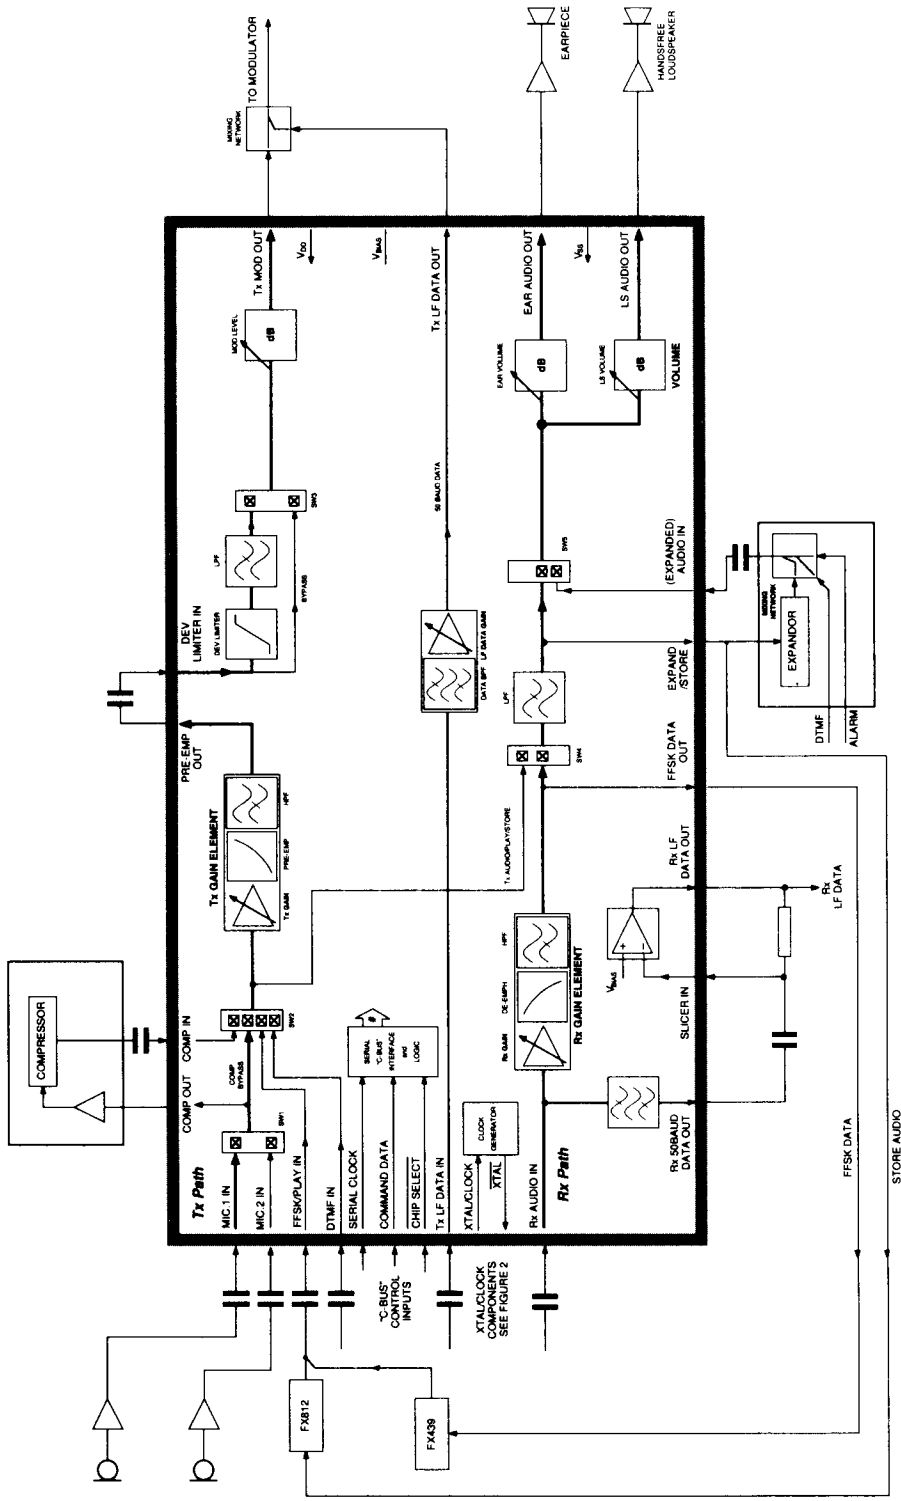 TO MODULATOR
MIXING
NETWORK
EARPIECE
HANDSFREE
LOUDSPEAKER
Tx MOD OUT
VDD
VBIAS
Tx LF DATA OUT
EAR AUDIO OUT
VSS
LS AUDIO OUT
MOD LEVEL
dB
EAR VOLUME
dB
LS VOLUME
dB
VOLUME
50 BAUD DATA
SW3
LPF
BYPASS
DEV LIMITER
DEV
LIMITER IN
SW5
(EXPANDED)
AUDIO IN
MIXING
NETWORK
EXPANDOR
DTMF
ALARM
LF DATA GAIN
DATA BPF
LPF
EXPAND
/STORE
SW4
FFSK DATA
OUT
PRE-EMP
OUT
Tx GAIN ELEMENT
HPF
PRE-EMP
Tx GAIN
Tx AUDIO/PLAY/STORE
Rx LF
DATA OUT
Rx
LF DATA
HPF
DE-EMPH
Rx GAIN
Rx GAIN ELEMENT
VBIAS
+
−
SLICER IN
COMPRESSOR
COMP IN
COMP OUT
COMP
BYPASS
SW2
SW1
SERIAL
"C-BUS"
INTERFACE
and
LOGIC
#
CLOCK
GENERATOR
Rx 50BAUD
DATA OUT
Tx Path
MIC.1 IN
MIC.2 IN
FFSK/PLAY IN
DTMF IN
SERIAL CLOCK
COMMAND DATA
CHIP SELECT
Tx LF DATA IN
XTAL/CLOCK
XTAL
Rx AUDIO IN
Rx Path
FFSK DATA
STORE AUDIO
"C-BUS"
CONTROL
INPUTS
XTAL/CLOCK
COMPONENTS
SEE FIGURE 2
FX812
FX439